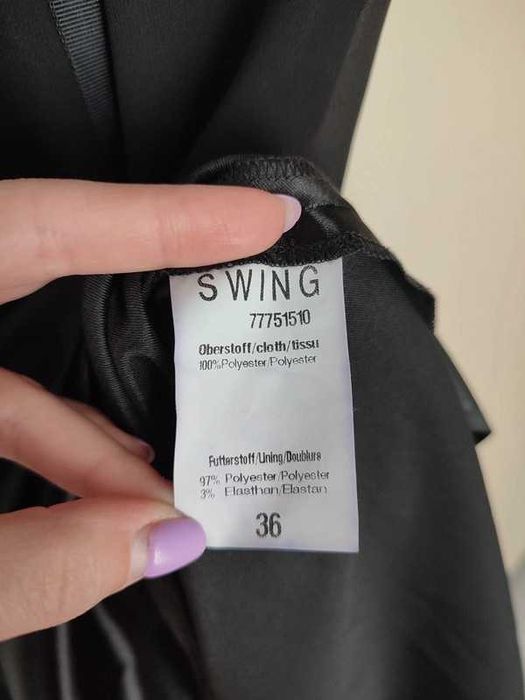 SWING
77751510
Oberstoff/cloth/tissu
100%Polyester/Polyester
Futterstoff/Lining/Doublure
97% Polyester/Polyester
3% Elasthan/Elastan
36